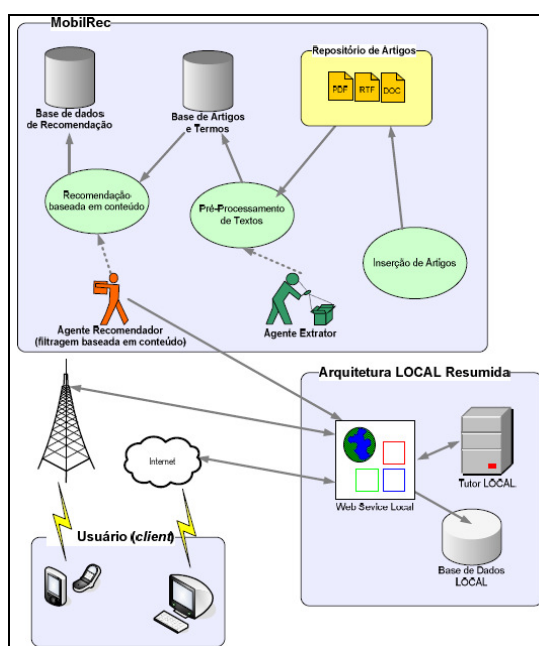 MobilRec
Base de dados
de Recomendação
Base de Artigos
e Termos
Repositório de Artigos
PDF
RTF
DOC
Recomendação
baseada em conteúdo
Pré-Processamento
de Textos
Inserção de Artigos
Agente Recomendador
(filtragem baseada em conteúdo)
Agente Extrator
Arquitetura LOCAL Resumida
Internet
Web Sevice Local
Tutor LOCAL
Base de Dados
LOCAL
Usuário (client)